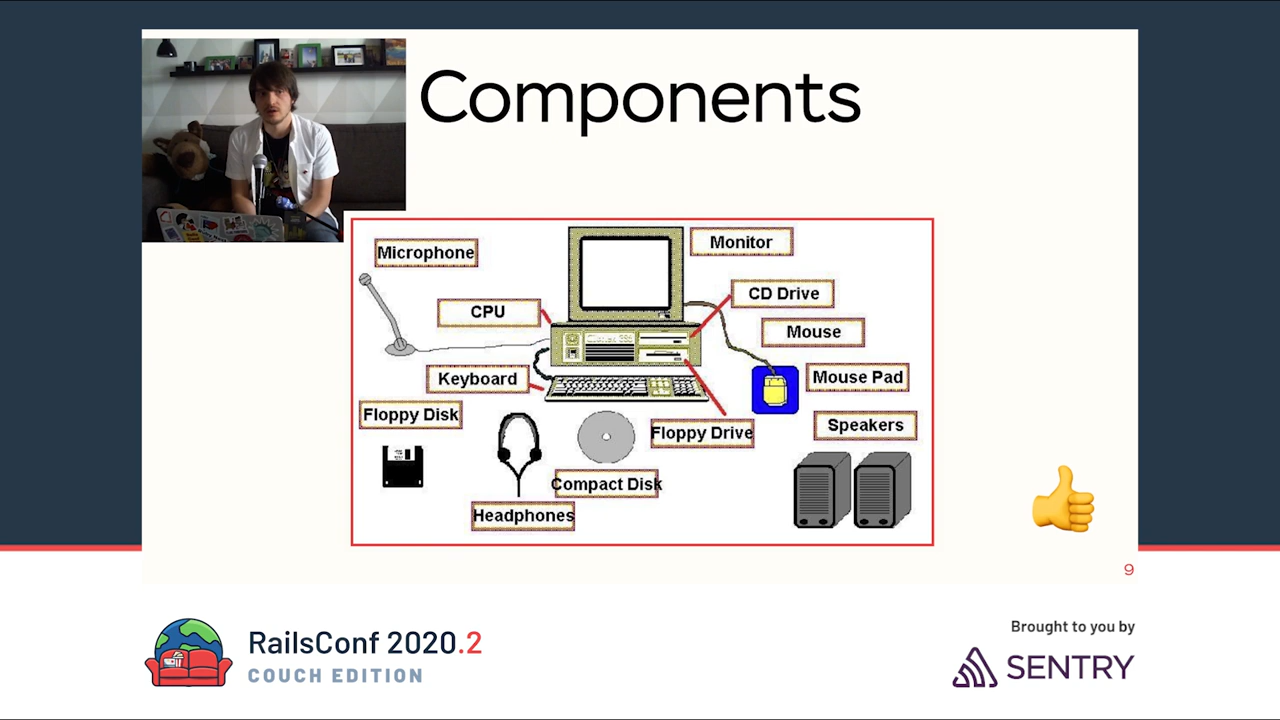 Components
Microphone
Monitor
CD Drive
CPU
Mouse
Keyboard
Mouse Pad
Floppy Disk
Speakers
Floppy Drive
Compact Disk
Headphones
9
RailsConf 2020.2
COUCH EDITION
Brought to you by
SENTRY